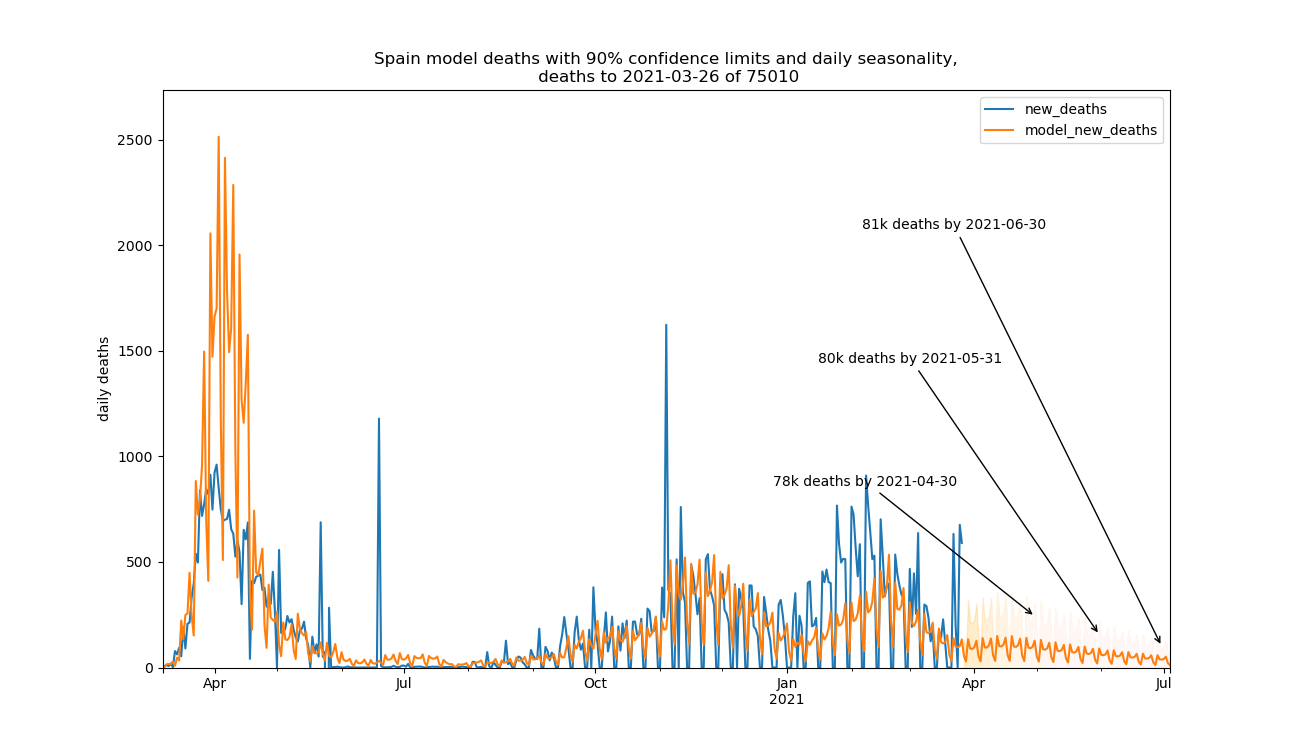 Spain model deaths with 90% confidence limits and daily seasonality,
deaths to 2021-03-26 of 75010
new_deaths
model_new_deaths
2500
2000
1500
1000
500
0
daily deaths
81k deaths by 2021-06-30
80k deaths by 2021-05-31
78k deaths by 2021-04-30
Apr
Jul
Oct
Jan
2021
Apr
Jul